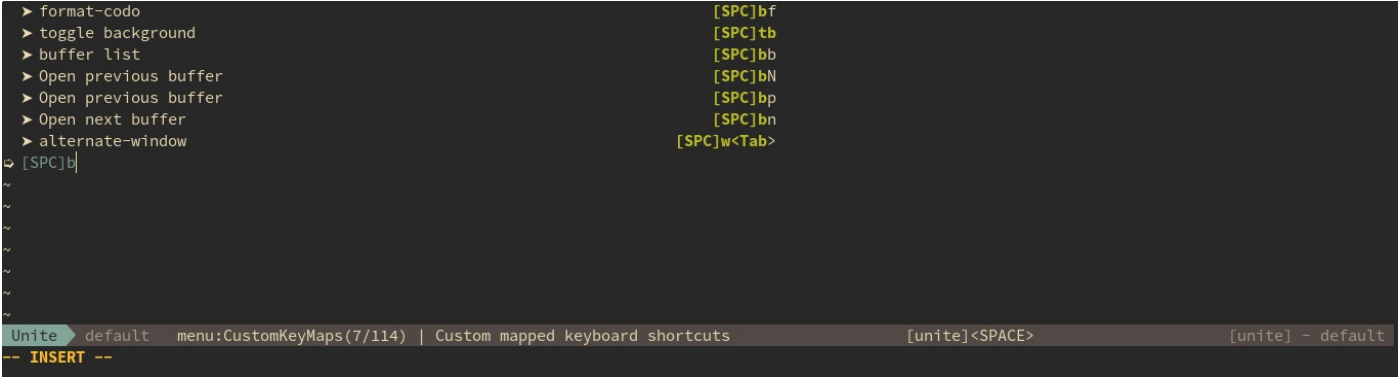 ➤ format-codo [SPC]bf
➤ toggle background [SPC]tb
➤ buffer list [SPC]bb
➤ Open previous buffer [SPC]bN
➤ Open previous buffer [SPC]bp
➤ Open next buffer [SPC]bn
➤ alternate-window [SPC]w<Tab>
➭ [SPC]b
~
~
~
~
~
~
~
Unite default menu:CustomKeyMaps(7/114) | Custom mapped keyboard shortcuts [unite]<SPACE> [unite] - default
-- INSERT --